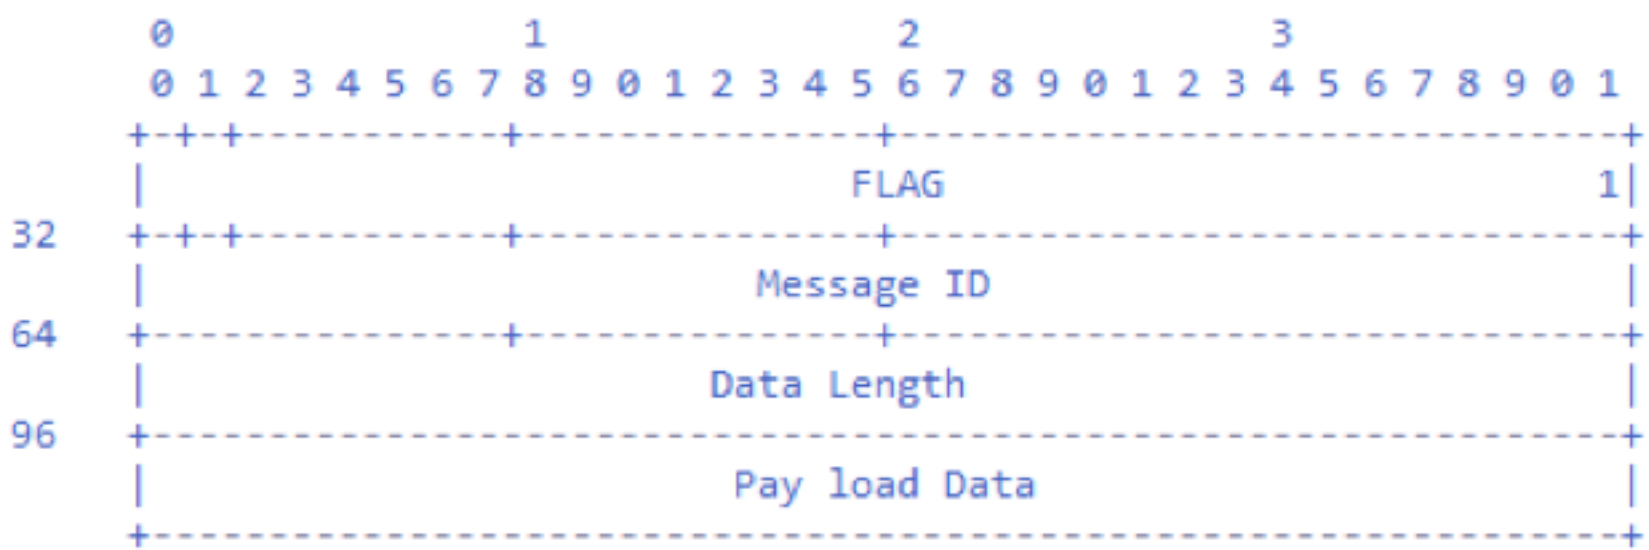 0               1               2               3
      0 1 2 3 4 5 6 7 8 9 0 1 2 3 4 5 6 7 8 9 0 1 2 3 4 5 6 7 8 9 0 1
     +-+-+-----------+---------------+-------------------------------+
     |                              FLAG                            1|
32   +-+-+-----------+---------------+-------------------------------+
     |                          Message ID                           |
64   +---------------+---------------+-------------------------------+
     |                        Data Length                            |
96   +---------------------------------------------------------------+
     |                         Pay load Data                         |
     +---------------------------------------------------------------+